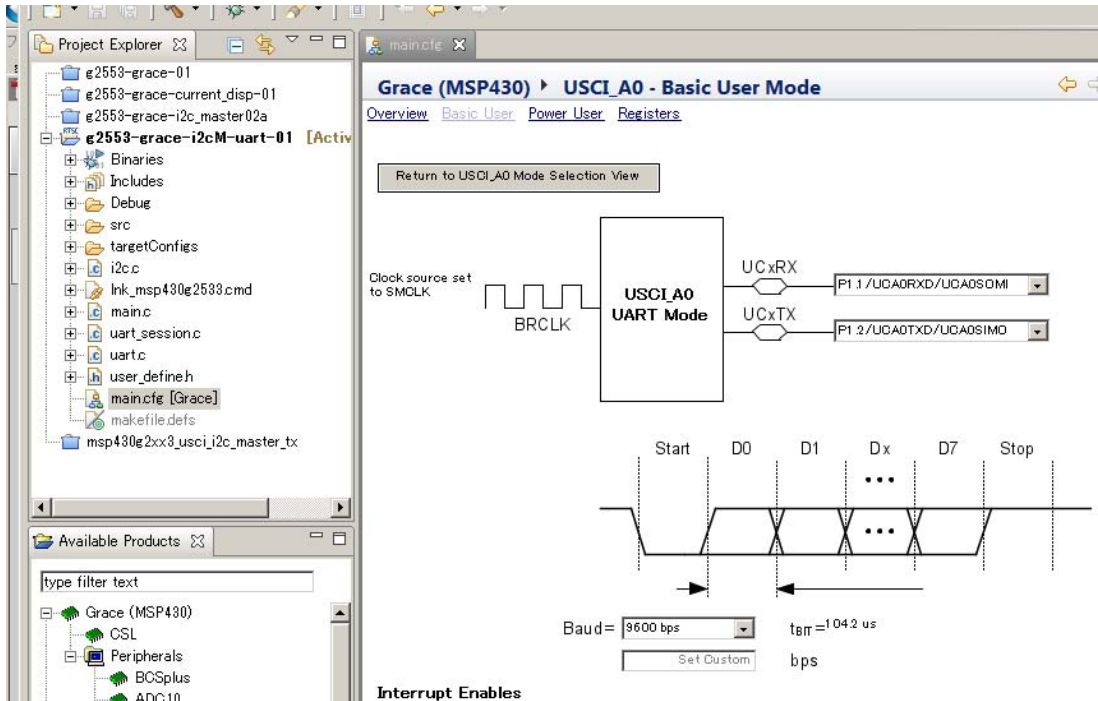 Project Explorer
g2553-grace-01
g2553-grace-current_disp-01
g2553-grace-i2c_master02a
g2553-grace-i2cM-uart-01 [Activ
Binaries
Includes
Debug
src
targetConfigs
i2c.c
lnk_msp430g2533.cmd
main.c
uart_session.c
uart.c
user_define.h
main.cfg [Grace]
makefile.defs
msp430g2xx3_usci_i2c_master_tx
Available Products
type filter text
Grace (MSP430)
CSL
Peripherals
BCSplus
ADC10
main.cfg
Grace (MSP430) USCI_A0 - Basic User Mode
Overview Basic User Power User Registers
Return to USCI_A0 Mode Selection View
Clock source set
to SMCLK
BRCLK
USCI_A0
UART Mode
UCxRX
P1.1/UCA0RXD/UCA0SOMI
UCxTX
P1.2/UCA0TXD/UCA0SIMO
Start D0 D1 Dx D7 Stop
Baud= 9600 bps tBIT=104.2 us
Set Custom bps
Interrupt Enables